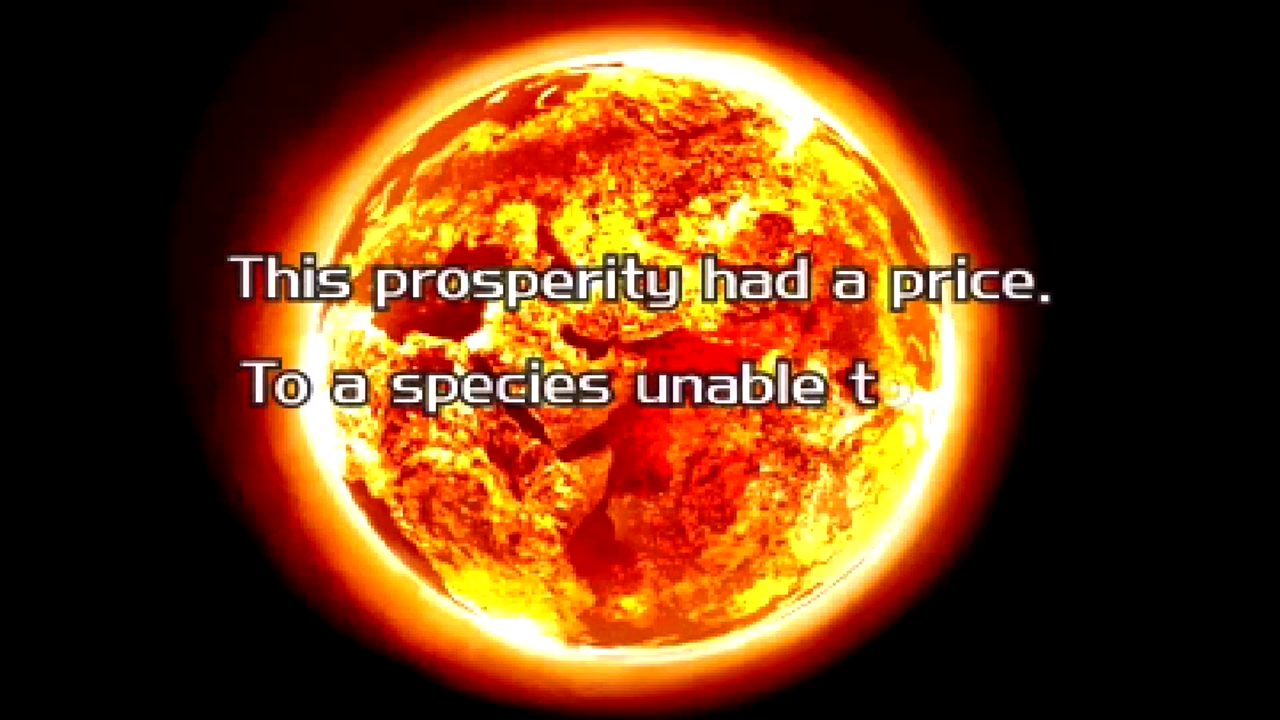 This prosperity had a price.
To a species unable t